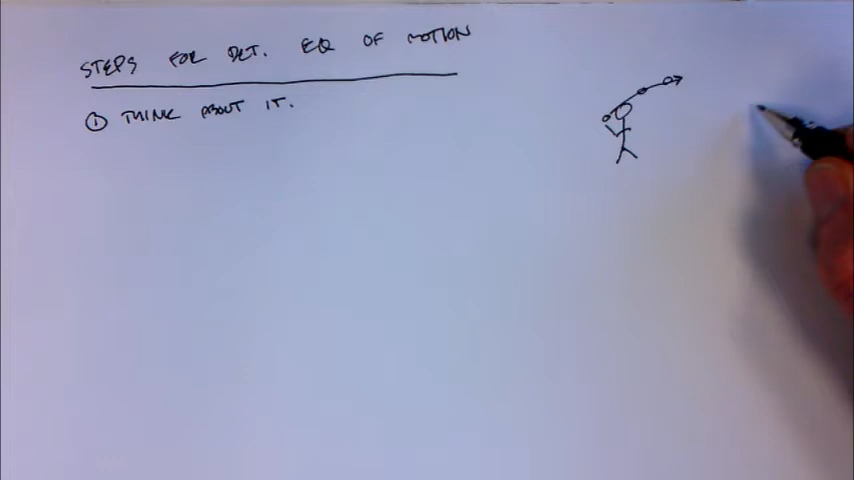 STEPS FOR DET. EQ OF MOTION
① THINK ABOUT IT.